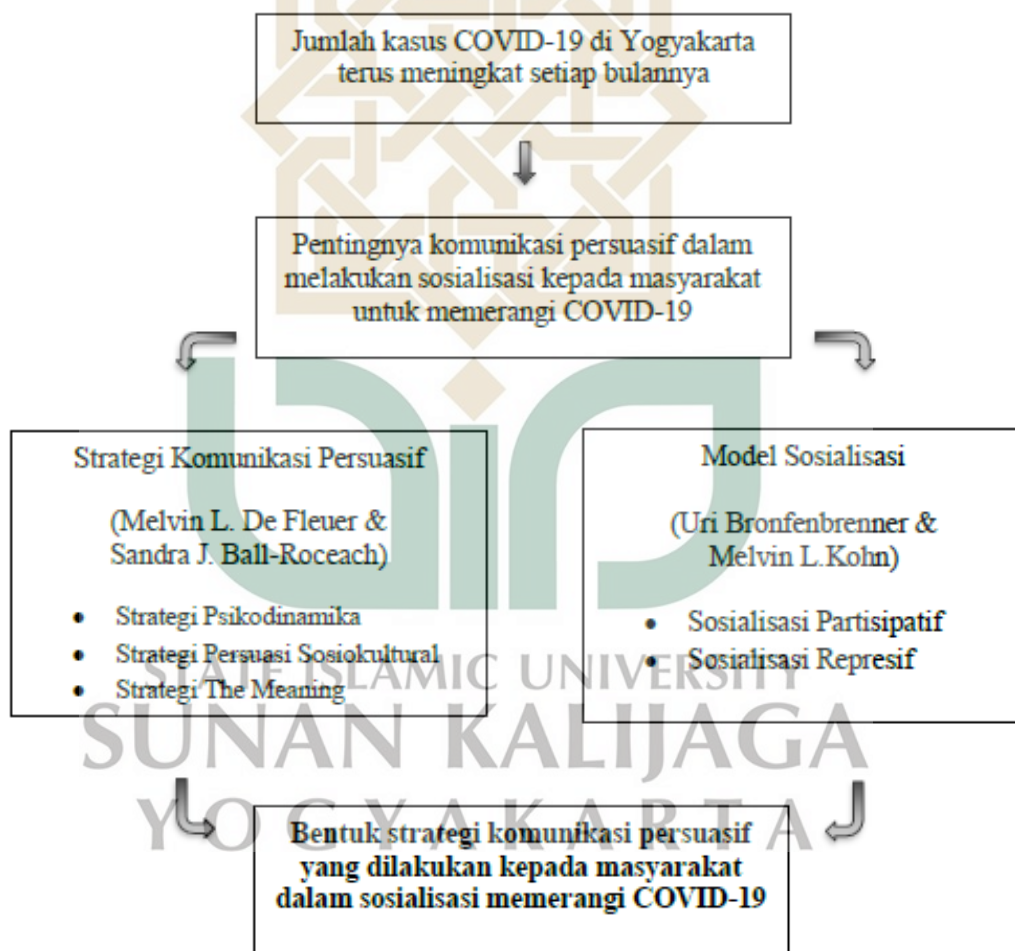 Jumlah kasus COVID-19 di Yogyakarta
terus meningkat setiap bulannya
Pentingnya komunikasi persuasif dalam
melakukan sosialisasi kepada masyarakat
untuk memerangi COVID-19
Strategi Komunikasi Persuasif
(Melvin L. De Fleuer &
Sandra J. Ball-Roceach)
• Strategi Psikodinamika
• Strategi Persuasi Sosiokultural
• Strategi The Meaning
Model Sosialisasi
(Uri Bronfenbrenner &
Melvin L.Kohn)
• Sosialisasi Partisipatif
• Sosialisasi Represif
STATE ISLAMIC UNIVERSITY
SUNAN KALIJAGA
YOGYAKARTA
Bentuk strategi komunikasi persuasif
yang dilakukan kepada masyarakat
dalam sosialisasi memerangi COVID-19